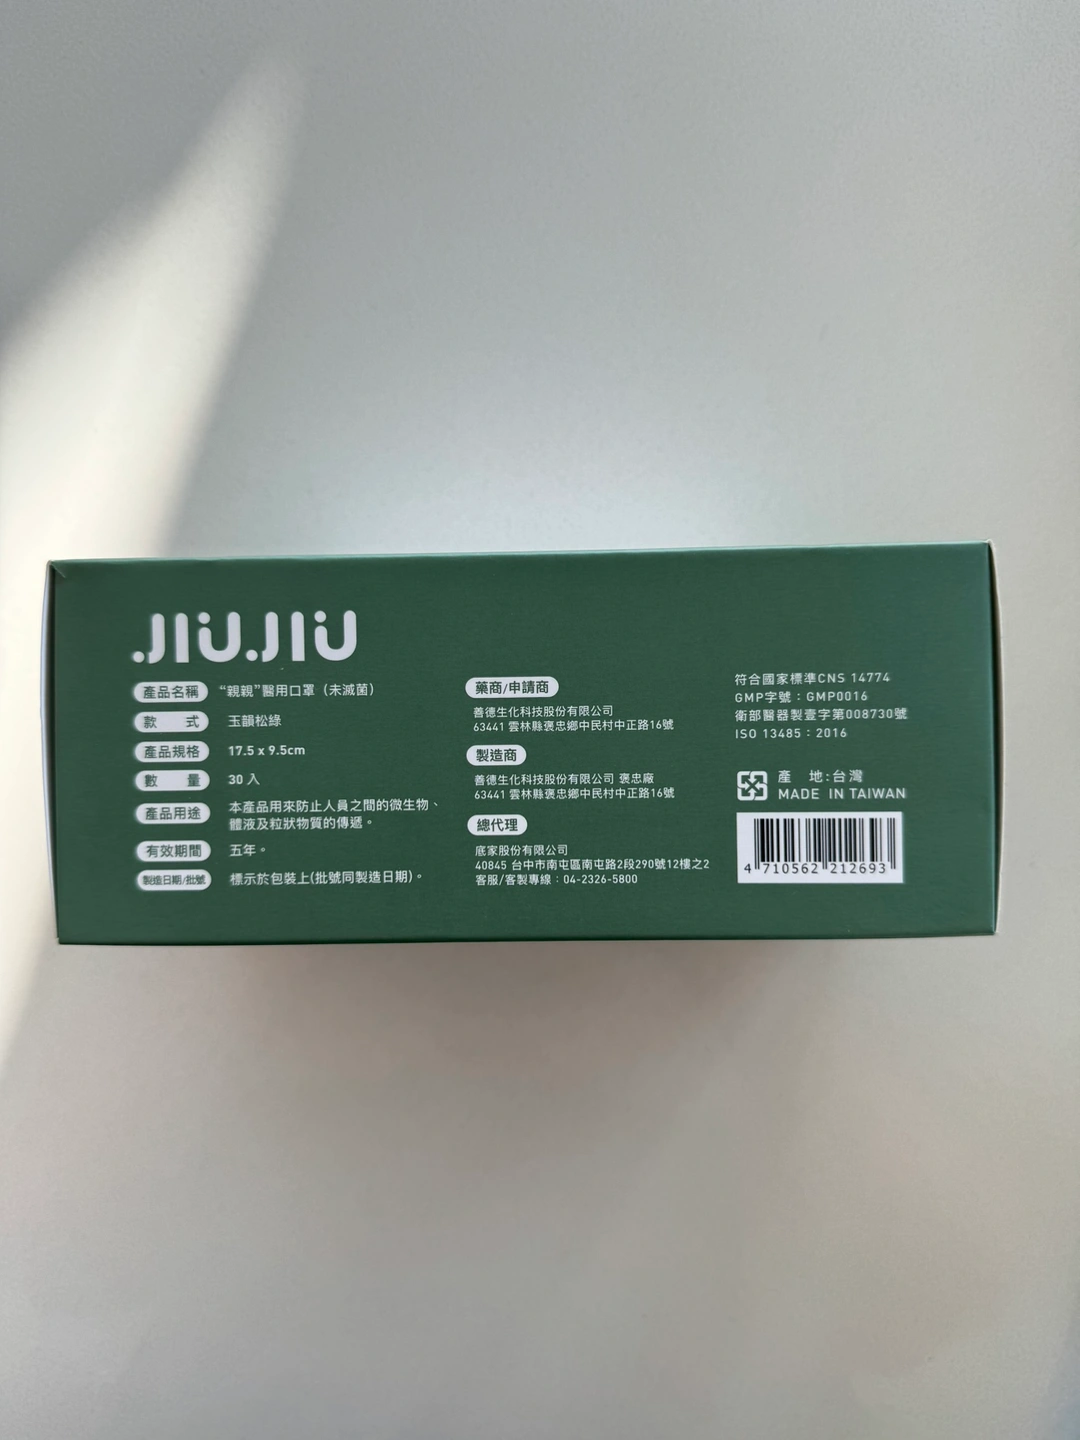 JIUJIU
產品名稱 “親親”醫用口罩（未滅菌）
款 式 玉韻松綠
產品規格 17.5 x 9.5cm
數 量 30 入
產品用途 本產品用來防止人員之間的微生物、
體液及粒狀物質的傳遞。
有效期間 五年。
製造日期/批號 標示於包裝上(批號同製造日期)。
藥商/申請商
善德生化科技股份有限公司
63441 雲林縣褒忠鄉中民村中正路16號
製造商
善德生化科技股份有限公司 褒忠廠
63441 雲林縣褒忠鄉中民村中正路16號
總代理
底家股份有限公司
40845 台中市南屯區南屯路2段290號12樓之2
客服/客製專線：04-2326-5800
符合國家標準CNS 14774
GMP字號：GMP0016
衛部醫器製壹字第008730號
ISO 13485：2016
產 地:台灣
MADE IN TAIWAN
4 710562 212693